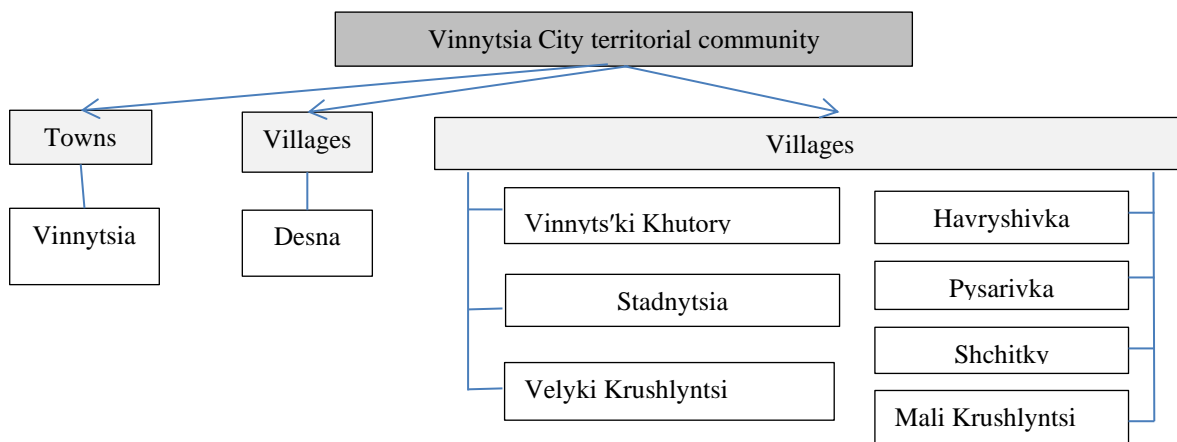 Vinnytsia City territorial community
Towns
Villages
Villages
Vinnytsia
Desna
Vinnyts′ki Khutory
Stadnytsia
Velyki Krushlyntsi
Havryshivka
Pysarivka
Shchitky
Mali Krushlyntsi